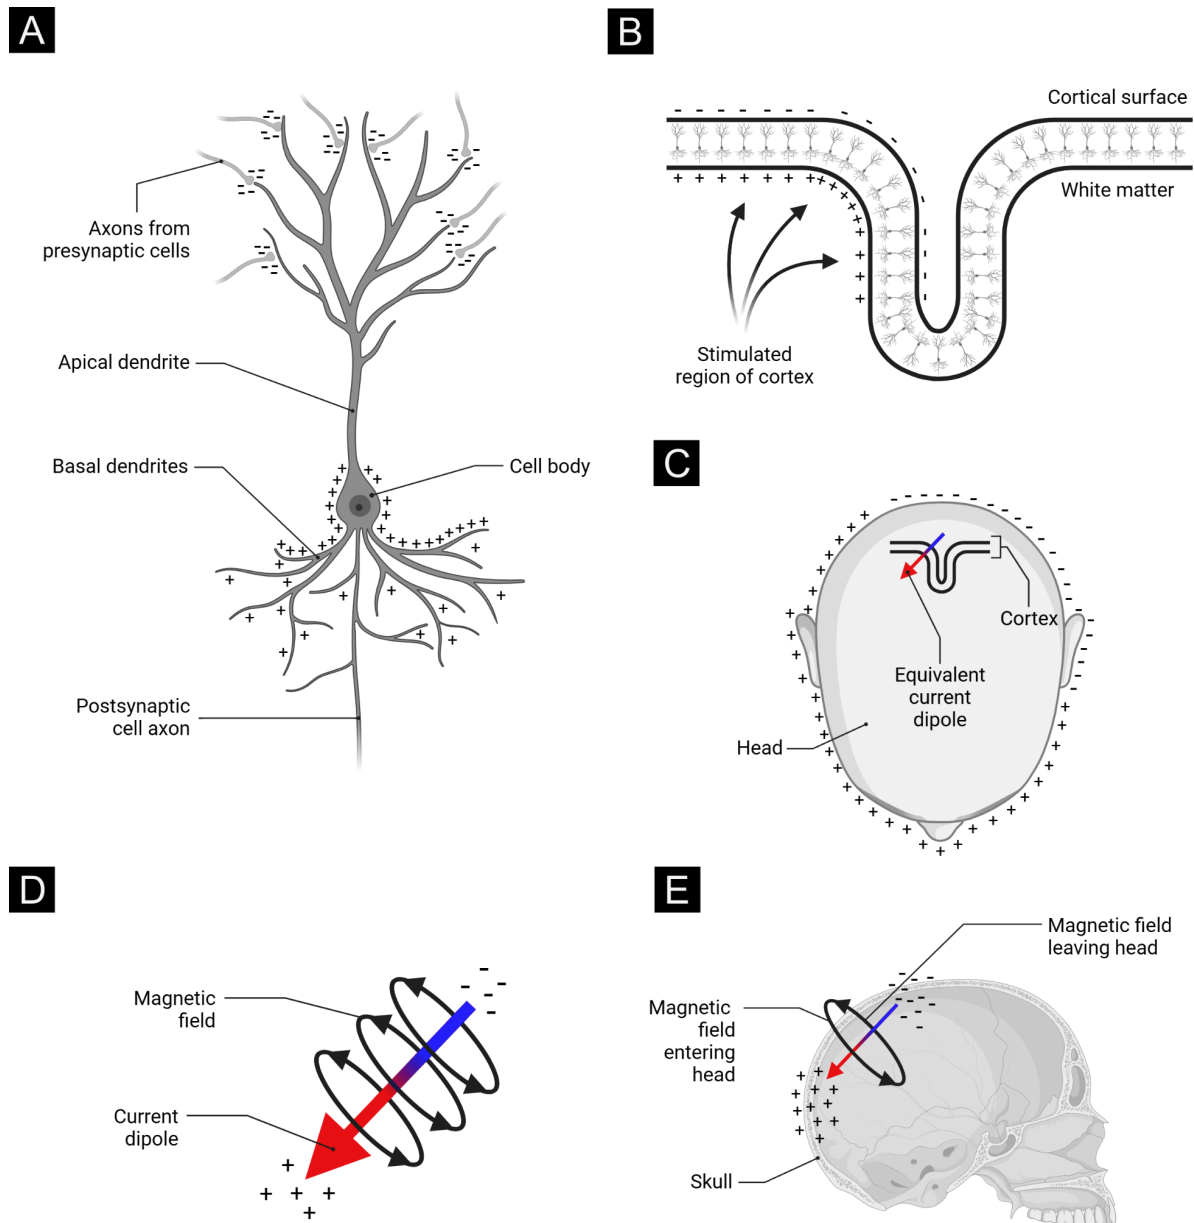 A
Axons from
presynaptic cells
Apical dendrite
Basal dendrites
Cell body
Postsynaptic
cell axon
B
Cortical surface
White matter
Stimulated
region of cortex
C
Cortex
Equivalent
current
dipole
Head
D
Magnetic
field
Current
dipole
E
Magnetic field
leaving head
Magnetic
field
entering
head
Skull